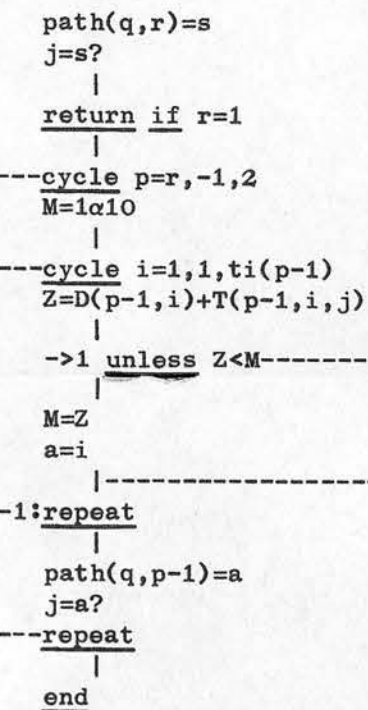 path(q,r)=s
j=s?
|
return if r=1
|
---cycle p=r,-1,2
M=1α10
|
---cycle i=1,1,ti(p-1)
Z=D(p-1,i)+T(p-1,i,j)
|
->1 unless Z<M-------
|
M=Z
a=i
|------------------
-1:repeat
|
path(q,p-1)=a
j=a?
---repeat
|
end